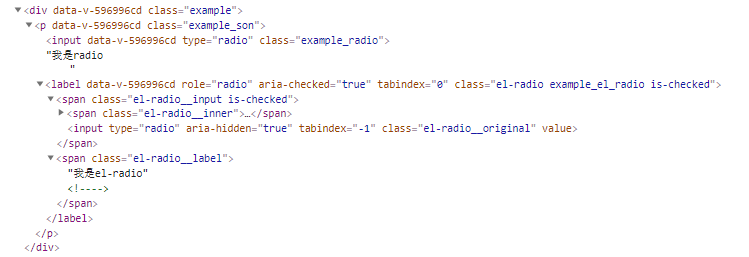 ▼<div data-v-596996cd class="example">
▼<p data-v-596996cd class="example_son">
<input data-v-596996cd type="radio" class="example_radio">
"我是radio
"
▼<label data-v-596996cd role="radio" aria-checked="true" tabindex="0" class="el-radio example_el_radio is-checked">
▼<span class="el-radio__input is-checked">
▶<span class="el-radio__inner">…</span>
<input type="radio" aria-hidden="true" tabindex="-1" class="el-radio__original" value>
</span>
▼<span class="el-radio__label">
"我是el-radio"
<!---->
</span>
</label>
</p>
</div>